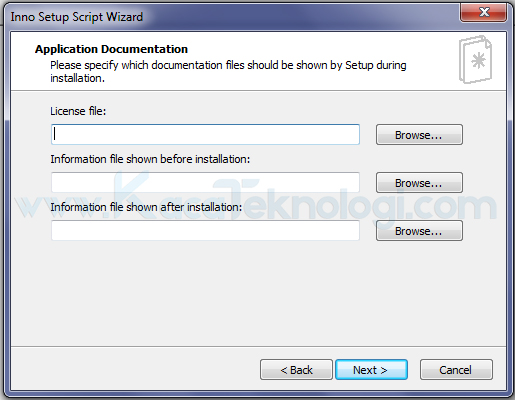 Inno Setup Script Wizard
Application Documentation
Please specify which documentation files should be shown by Setup during
installation.
License file:
Browse...
Information file shown before installation:
Browse...
www.KacaTeknologi.com
Information file shown after installation:
Browse...
< Back
Next >
Cancel